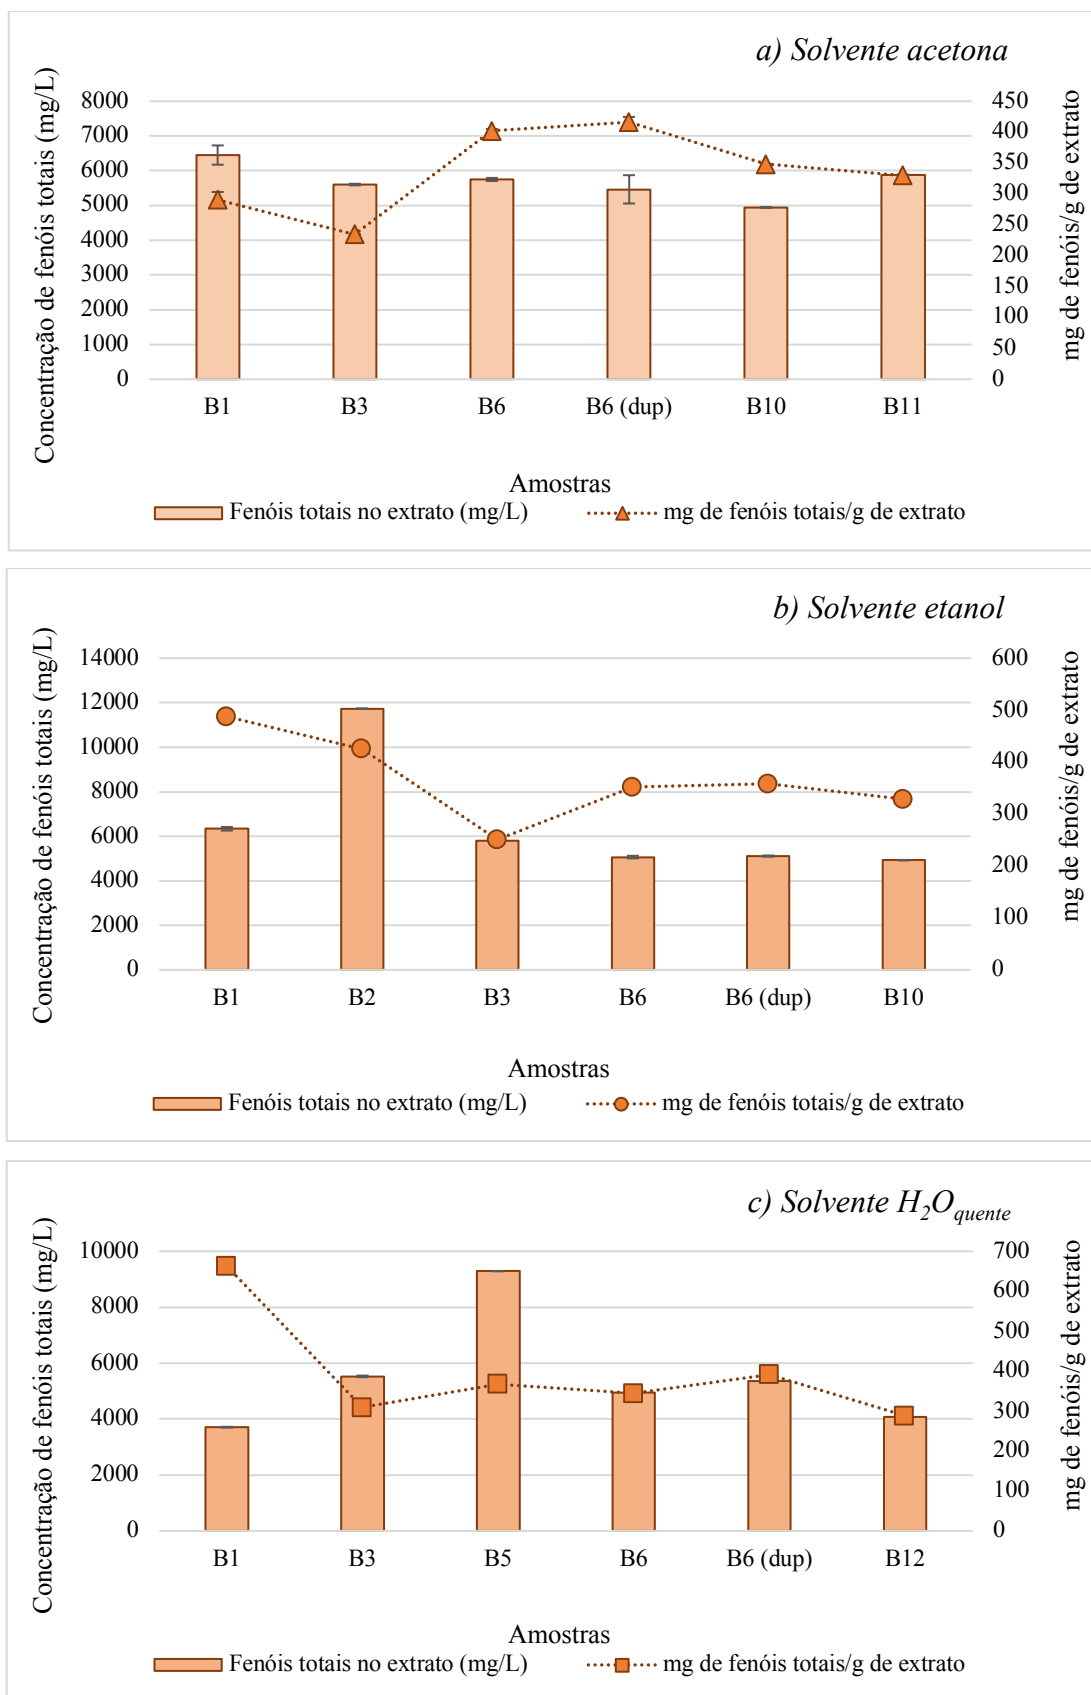 a) Solvente acetona
Concentração de fenóis totais (mg/L)
8000
7000
6000
5000
4000
3000
2000
1000
0
450
400
350
300
250
200
150
100
50
0
mg de fenóis/g de extrato
B1 B3 B6 B6 (dup) B10 B11
Amostras
Fenóis totais no extrato (mg/L) mg de fenóis totais/g de extrato
b) Solvente etanol
Concentração de fenóis totais (mg/L)
14000
12000
10000
8000
6000
4000
2000
0
600
500
400
300
200
100
0
mg de fenóis/g de extrato
B1 B2 B3 B6 B6 (dup) B10
Amostras
Fenóis totais no extrato (mg/L) mg de fenóis totais/g de extrato
c) Solvente H₂O quente
Concentração de fenóis totais (mg/L)
10000
8000
6000
4000
2000
0
700
600
500
400
300
200
100
0
mg de fenóis/g de extrato
B1 B3 B5 B6 B6 (dup) B12
Amostras
Fenóis totais no extrato (mg/L) mg de fenóis totais/g de extrato